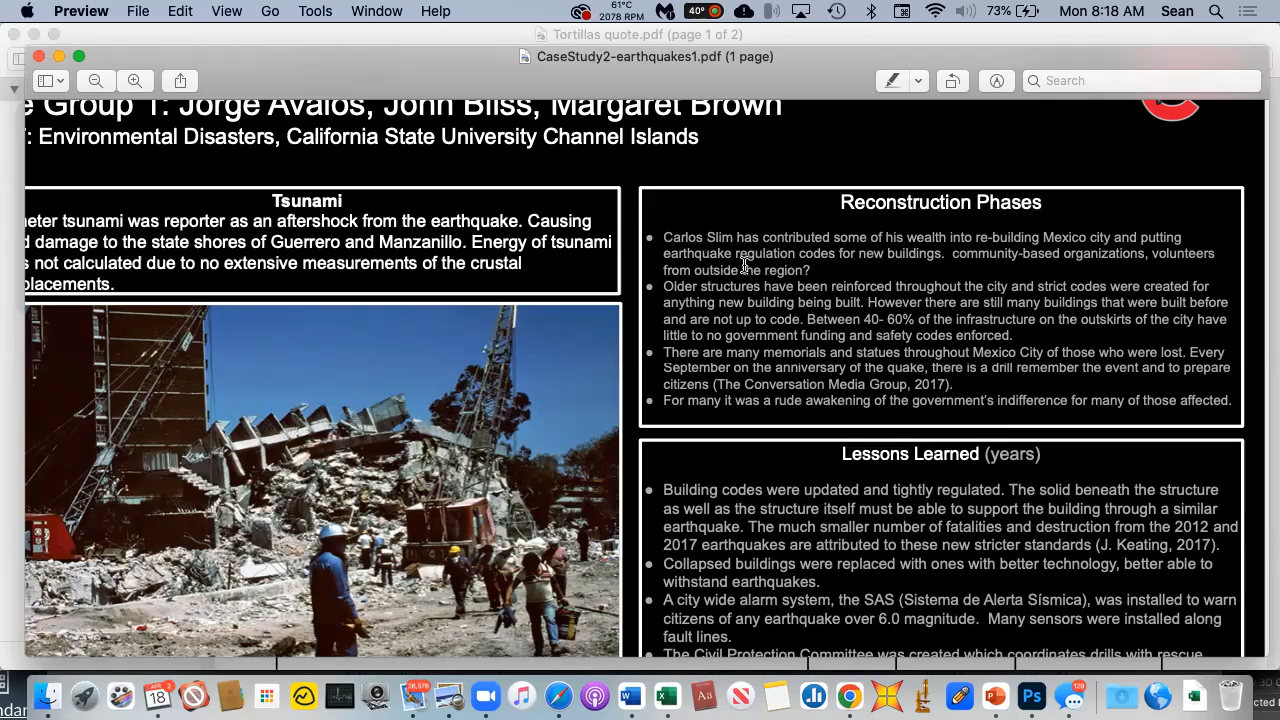 Preview File Edit View Go Tools Window Help 61°C 2078 RPM 40° 73% Mon 8:18 AM Sean
Tortillas quote.pdf (page 1 of 2)
CaseStudy2-earthquakes1.pdf (1 page)
Search
e Group 1: Jorge Avalos, John Bliss, Margaret Brown
: Environmental Disasters, California State University Channel Islands
Tsunami
neter tsunami was reporter as an aftershock from the earthquake. Causing
d damage to the state shores of Guerrero and Manzanillo. Energy of tsunami
s not calculated due to no extensive measurements of the crustal
placements.
Reconstruction Phases
Carlos Slim has contributed some of his wealth into re-building Mexico city and putting
earthquake regulation codes for new buildings. community-based organizations, volunteers
from outside the region?
Older structures have been reinforced throughout the city and strict codes were created for
anything new building being built. However there are still many buildings that were built before
and are not up to code. Between 40- 60% of the infrastructure on the outskirts of the city have
little to no government funding and safety codes enforced.
There are many memorials and statues throughout Mexico City of those who were lost. Every
September on the anniversary of the quake, there is a drill remember the event and to prepare
citizens (The Conversation Media Group, 2017).
For many it was a rude awakening of the government's indifference for many of those affected.
Lessons Learned (years)
Building codes were updated and tightly regulated. The solid beneath the structure
as well as the structure itself must be able to support the building through a similar
earthquake. The much smaller number of fatalities and destruction from the 2012 and
2017 earthquakes are attributed to these new stricter standards (J. Keating, 2017).
Collapsed buildings were replaced with ones with better technology, better able to
withstand earthquakes.
A city wide alarm system, the SAS (Sistema de Alerta Sísmica), was installed to warn
citizens of any earthquake over 6.0 magnitude. Many sensors were installed along
fault lines.
The Civil Protection Committee was created which coordinates drills with rescue